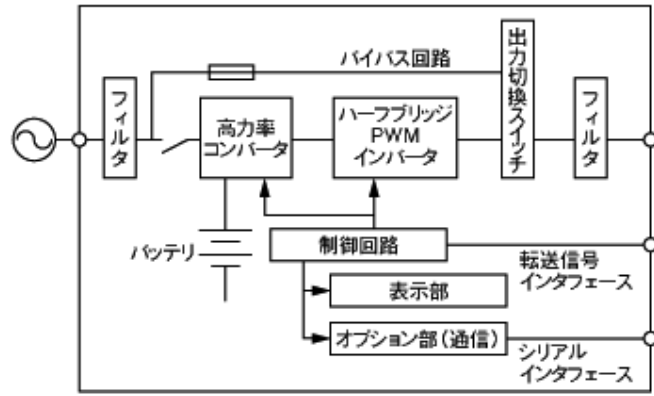 バイパス回路
出力切換スイッチ
フィルタ
高力率
コンバータ
ハーフブリッジ
PWM
インバータ
フィルタ
バッテリ
制御回路
転送信号
インタフェース
表示部
オプション部(通信)
シリアル
インタフェース